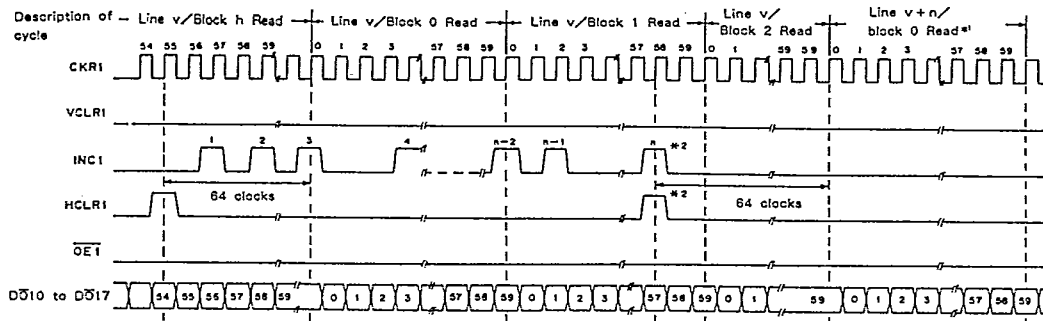 Description of cycle
Line v/Block h Read
Line v/Block 0 Read
Line v/Block 1 Read
Line v/
Block 2 Read
Line v+n/
block 0 Read*1
54 55 56 57 58 59 0 1 2 3 57 58 59 0 1 2 3 57 58 59 0 1 59 59 0 1 2 3 57 58 59
CKR1
VCLR1
INC1
1 2 3 4 n-2 n-1 n *2
64 clocks
64 clocks
HCLR1
*2
OE1
DO10 to DO17
54 55 56 57 58 59 0 1 2 3 57 58 59 0 1 2 3 57 58 59 0 1 59 0 1 2 3 57 58 59